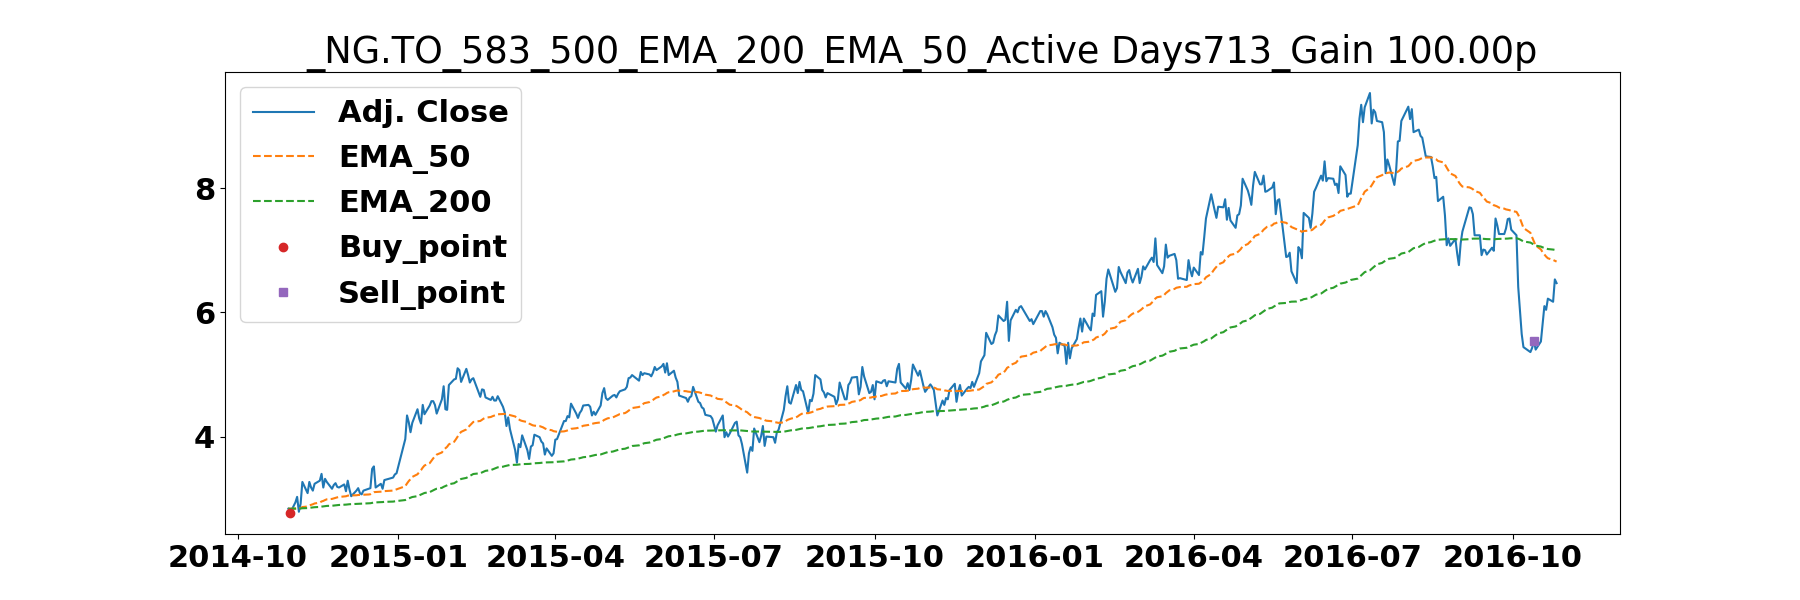 _NG.TO_583_500_EMA_200_EMA_50_Active Days713_Gain 100.00p
Adj. Close
EMA_50
EMA_200
Buy_point
Sell_point
8
6
4
2014-10 2015-01 2015-04 2015-07 2015-10 2016-01 2016-04 2016-07 2016-10